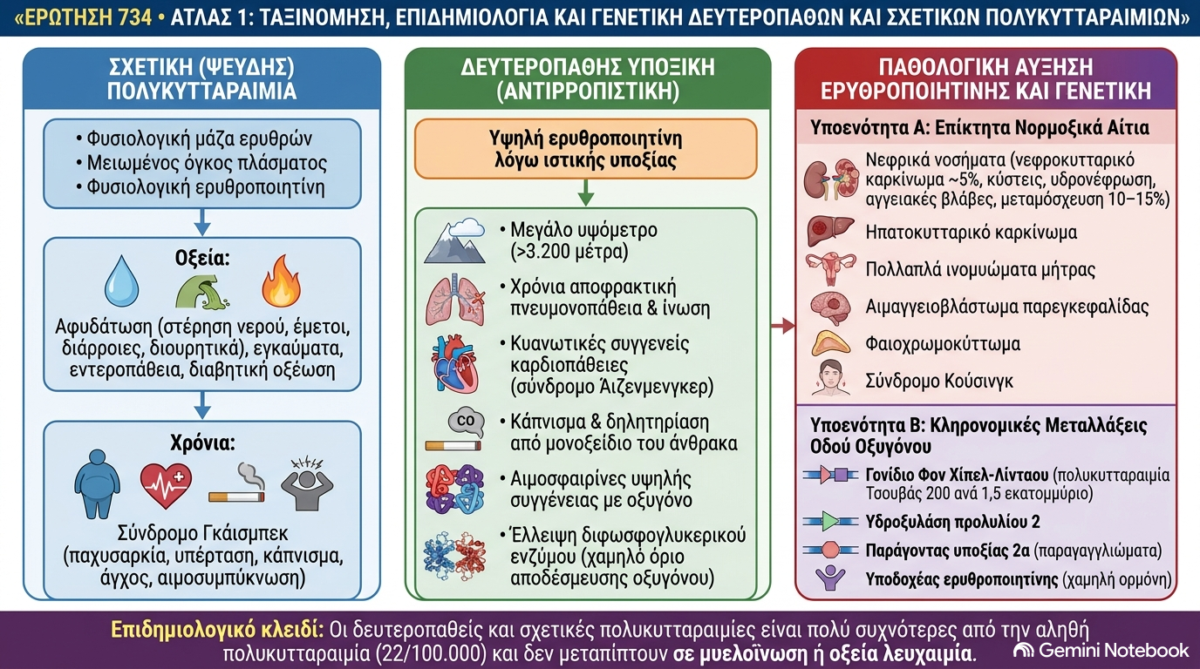 «ΕΡΩΤΗΣΗ 734 • ΑΤΛΑΣ 1: ΤΑΞΙΝΟΜΗΣΗ, ΕΠΙΔΗΜΙΟΛΟΓΙΑ ΚΑΙ ΓΕΝΕΤΙΚΗ ΔΕΥΤΕΡΟΠΑΘΩΝ ΚΑΙ ΣΧΕΤΙΚΩΝ ΠΟΛΥΚΥΤΤΑΡΑΙΜΙΩΝ»
ΣΧΕΤΙΚΗ (ΨΕΥΔΗΣ)
ΠΟΛΥΚΥΤΤΑΡΑΙΜΙΑ
• Φυσιολογική μάζα ερυθρών
• Μειωμένος όγκος πλάσματος
• Φυσιολογική ερυθροποιητίνη
Οξεία:
Αφυδάτωση (στέρηση νερού, έμετοι,
διάρροιες, διουρητικά), εγκαύματα,
εντεροπάθεια, διαβητική οξέωση
Χρόνια:
Σύνδρομο Γκάισμπεκ
(παχυσαρκία, υπέρταση, κάπνισμα,
άγχος, αιμοσυμπύκνωση)
ΔΕΥΤΕΡΟΠΑΘΗΣ ΥΠΟΞΙΚΗ
(ΑΝΤΙΡΡΟΠΙΣΤΙΚΗ)
Υψηλή ερυθροποιητίνη
λόγω ιστικής υποξίας
• Μεγάλο υψόμετρο
(>3.200 μέτρα)
• Χρόνια αποφρακτική
πνευμονοπάθεια & ίνωση
• Κυανωτικές συγγενείς
καρδιοπάθειες
(σύνδρομο Άιζενμενγκερ)
CO
• Κάπνισμα & δηλητηρίαση
από μονοξείδιο του άνθρακα
• Αιμοσφαιρίνες υψηλής
συγγένειας με οξυγόνο
• Έλλειψη διφωσφογλυκερικού
ενζύμου (χαμηλό όριο
αποδέσμευσης οξυγόνου)
ΠΑΘΟΛΟΓΙΚΗ ΑΥΞΗΣΗ
ΕΡΥΘΡΟΠΟΙΗΤΙΝΗΣ ΚΑΙ ΓΕΝΕΤΙΚΗ
Υποενότητα Α: Επίκτητα Νορμοξικά Αίτια
Νεφρικά νοσήματα (νεφροκυτταρικό
καρκίνωμα ~5%, κύστεις, υδρονέφρωση,
αγγειακές βλάβες, μεταμόσχευση 10–15%)
Ηπατοκυτταρικό καρκίνωμα
Πολλαπλά ινομυώματα μήτρας
Αιμαγγειοβλάστωμα παρεγκεφαλίδας
Φαιοχρωμοκύττωμα
Σύνδρομο Κούσινγκ
Υποενότητα Β: Κληρονομικές Μεταλλάξεις
Οδού Οξυγόνου
Γονίδιο Φον Χίπελ-Λίνταου (πολυκυτταραιμία
Τσουβάς 200 ανά 1,5 εκατομμύριο)
Υδροξυλάση προλυλίου 2
Παράγοντας υποξίας 2α (παραγαγγλιώματα)
Υποδοχέας ερυθροποιητίνης (χαμηλή ορμόνη)
Επιδημιολογικό κλειδί: Οι δευτεροπαθείς και σχετικές πολυκυτταραιμίες είναι πολύ συχνότερες από την αληθή
πολυκυτταραιμία (22/100.000) και δεν μεταπίπτουν σε μυελοΐνωση ή οξεία λευχαιμία.
Gemini Notebook